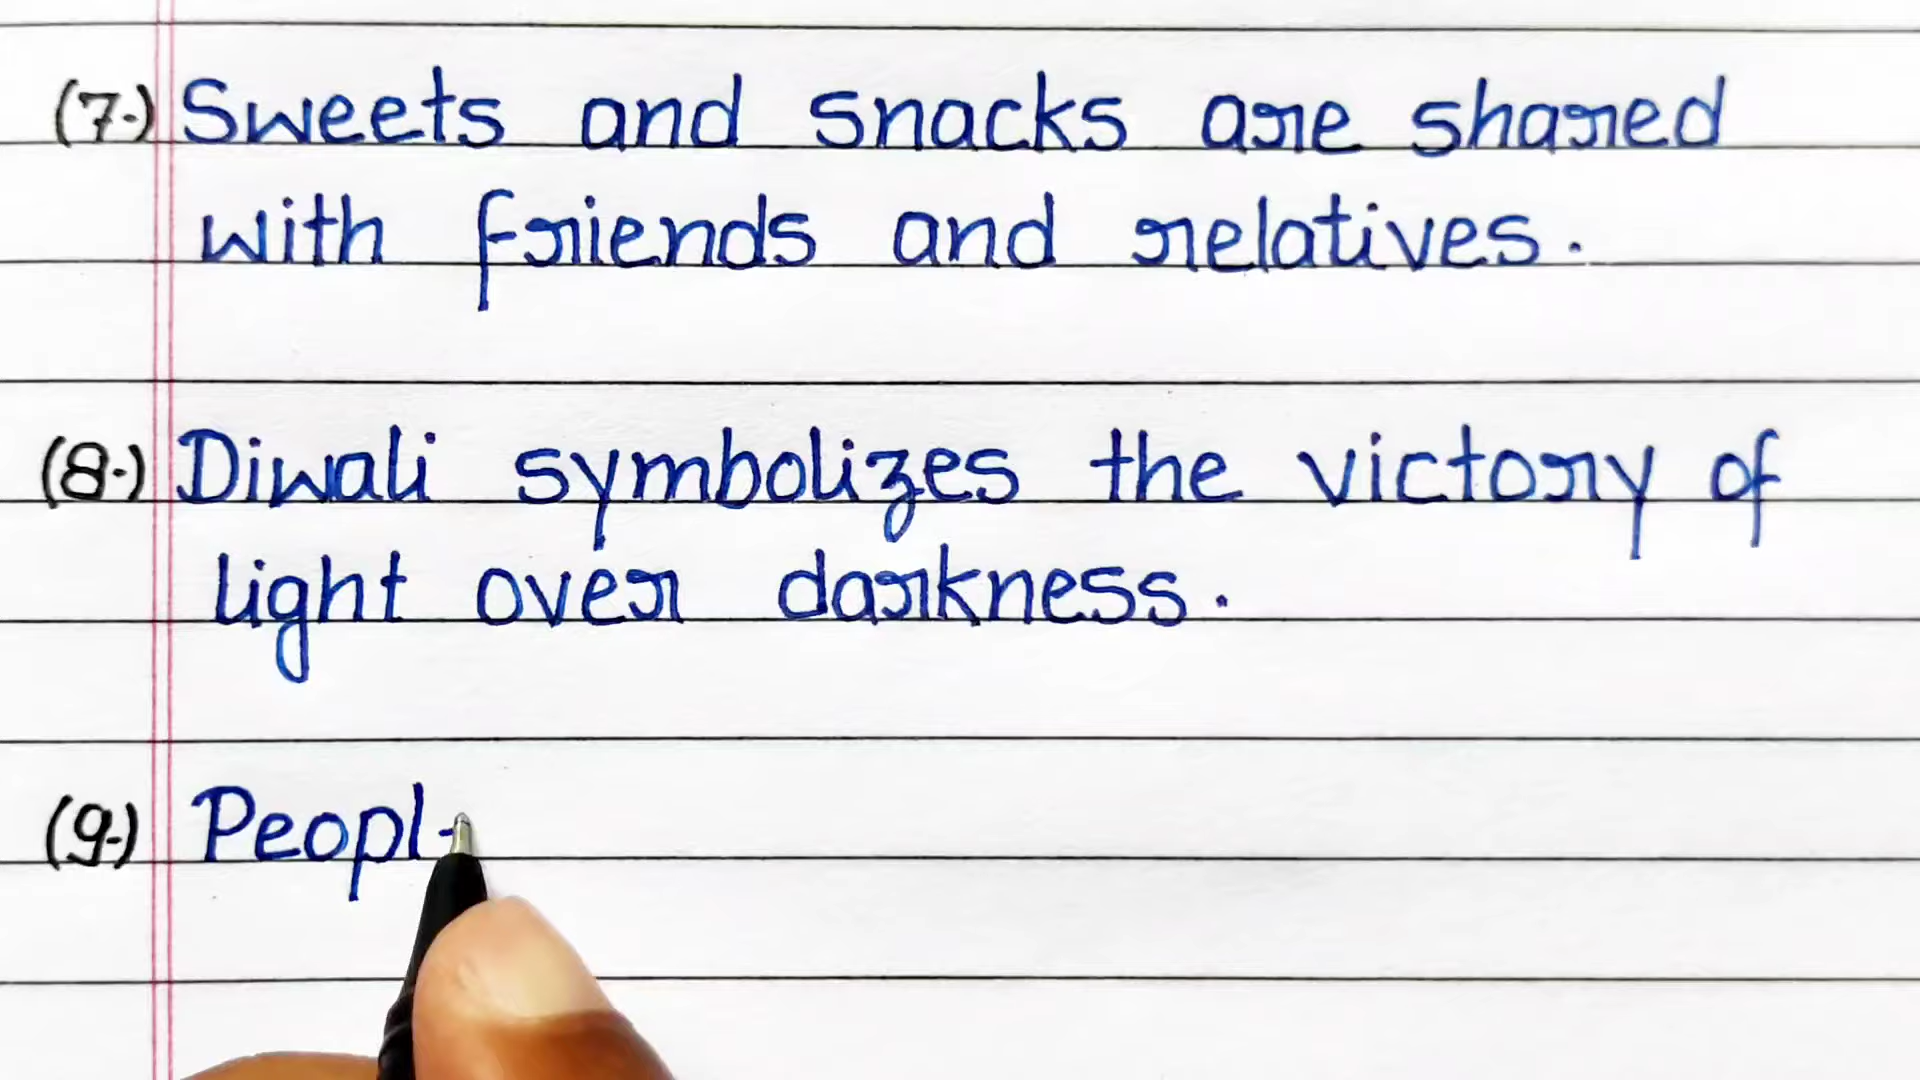 (7.) Sweets and snacks are shared
with friends and relatives.
(8.) Diwali symbolizes the victory of
light over darkness.
(9.) Peopl